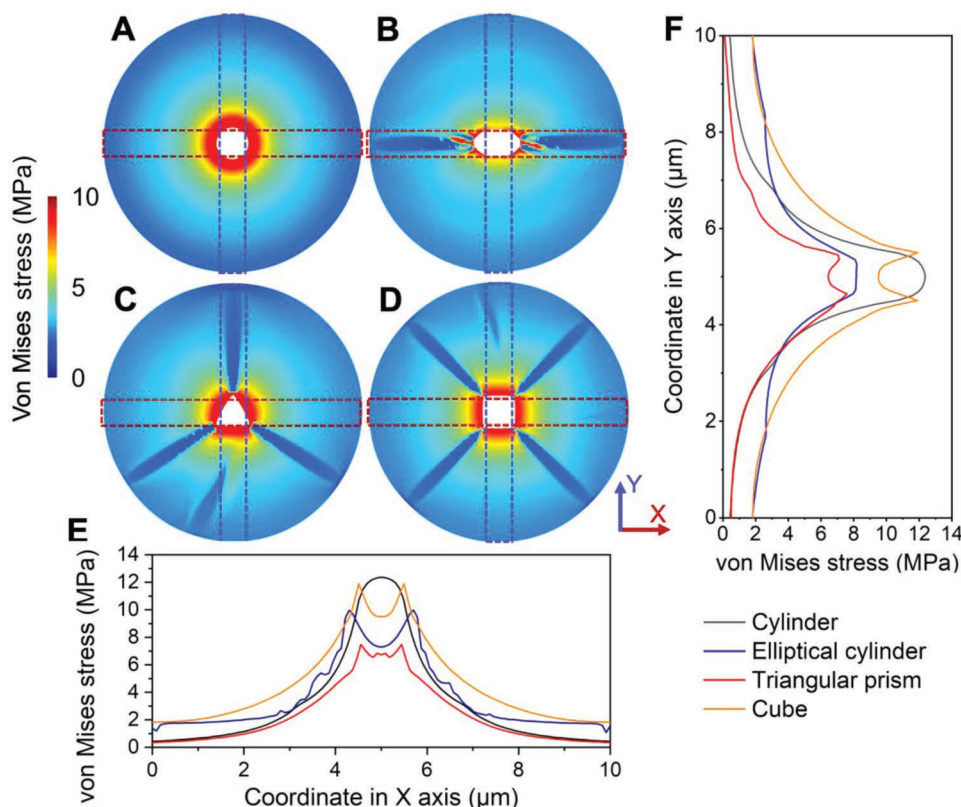 A
B
F
Von Mises stress (MPa)
10
5
0
C
D
Y
X
Coordinate in Y axis (µm)
10
8
6
4
2
0
0 2 4 6 8 10 12 14
von Mises stress (MPa)
E
von Mises stress (MPa)
14
12
10
8
6
4
2
0
0 2 4 6 8 10
Coordinate in X axis (µm)
Cylinder
Elliptical cylinder
Triangular prism
Cube